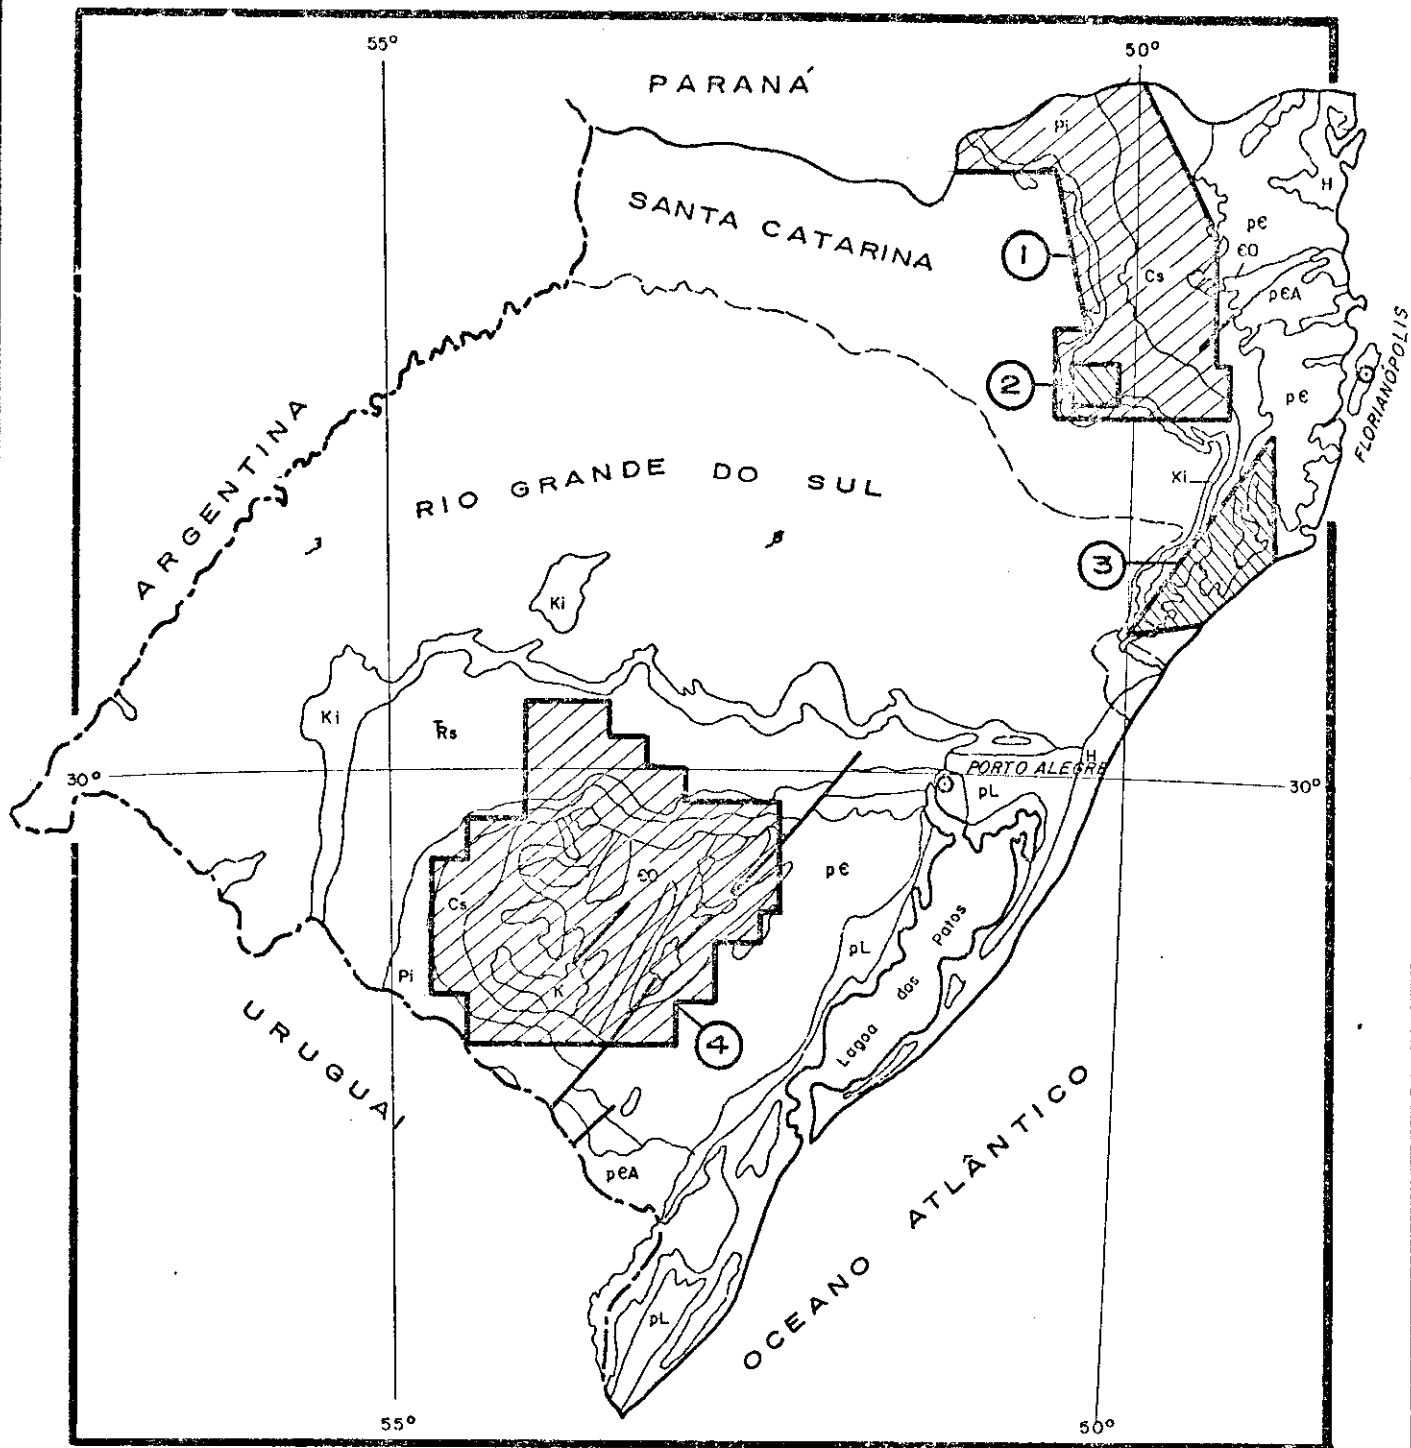 55°
50°
PARANÁ
Pi
H
SANTA CATARINA
pЄ
ЄO
1
Cs
pЄA
2
pЄ
FLORIANÓPOLIS
ARGENTINA
RIO GRANDE DO SUL
Ki
3
Ki
Ki
TRs
H
30°
PORTO ALEGRE
30°
pL
pЄ
ЄO
Cs
Patos
pL
dos
Pi
K
Lagoa
4
URUGUAI
OCEANO ATLÂNTICO
pЄA
pL
55°
50°